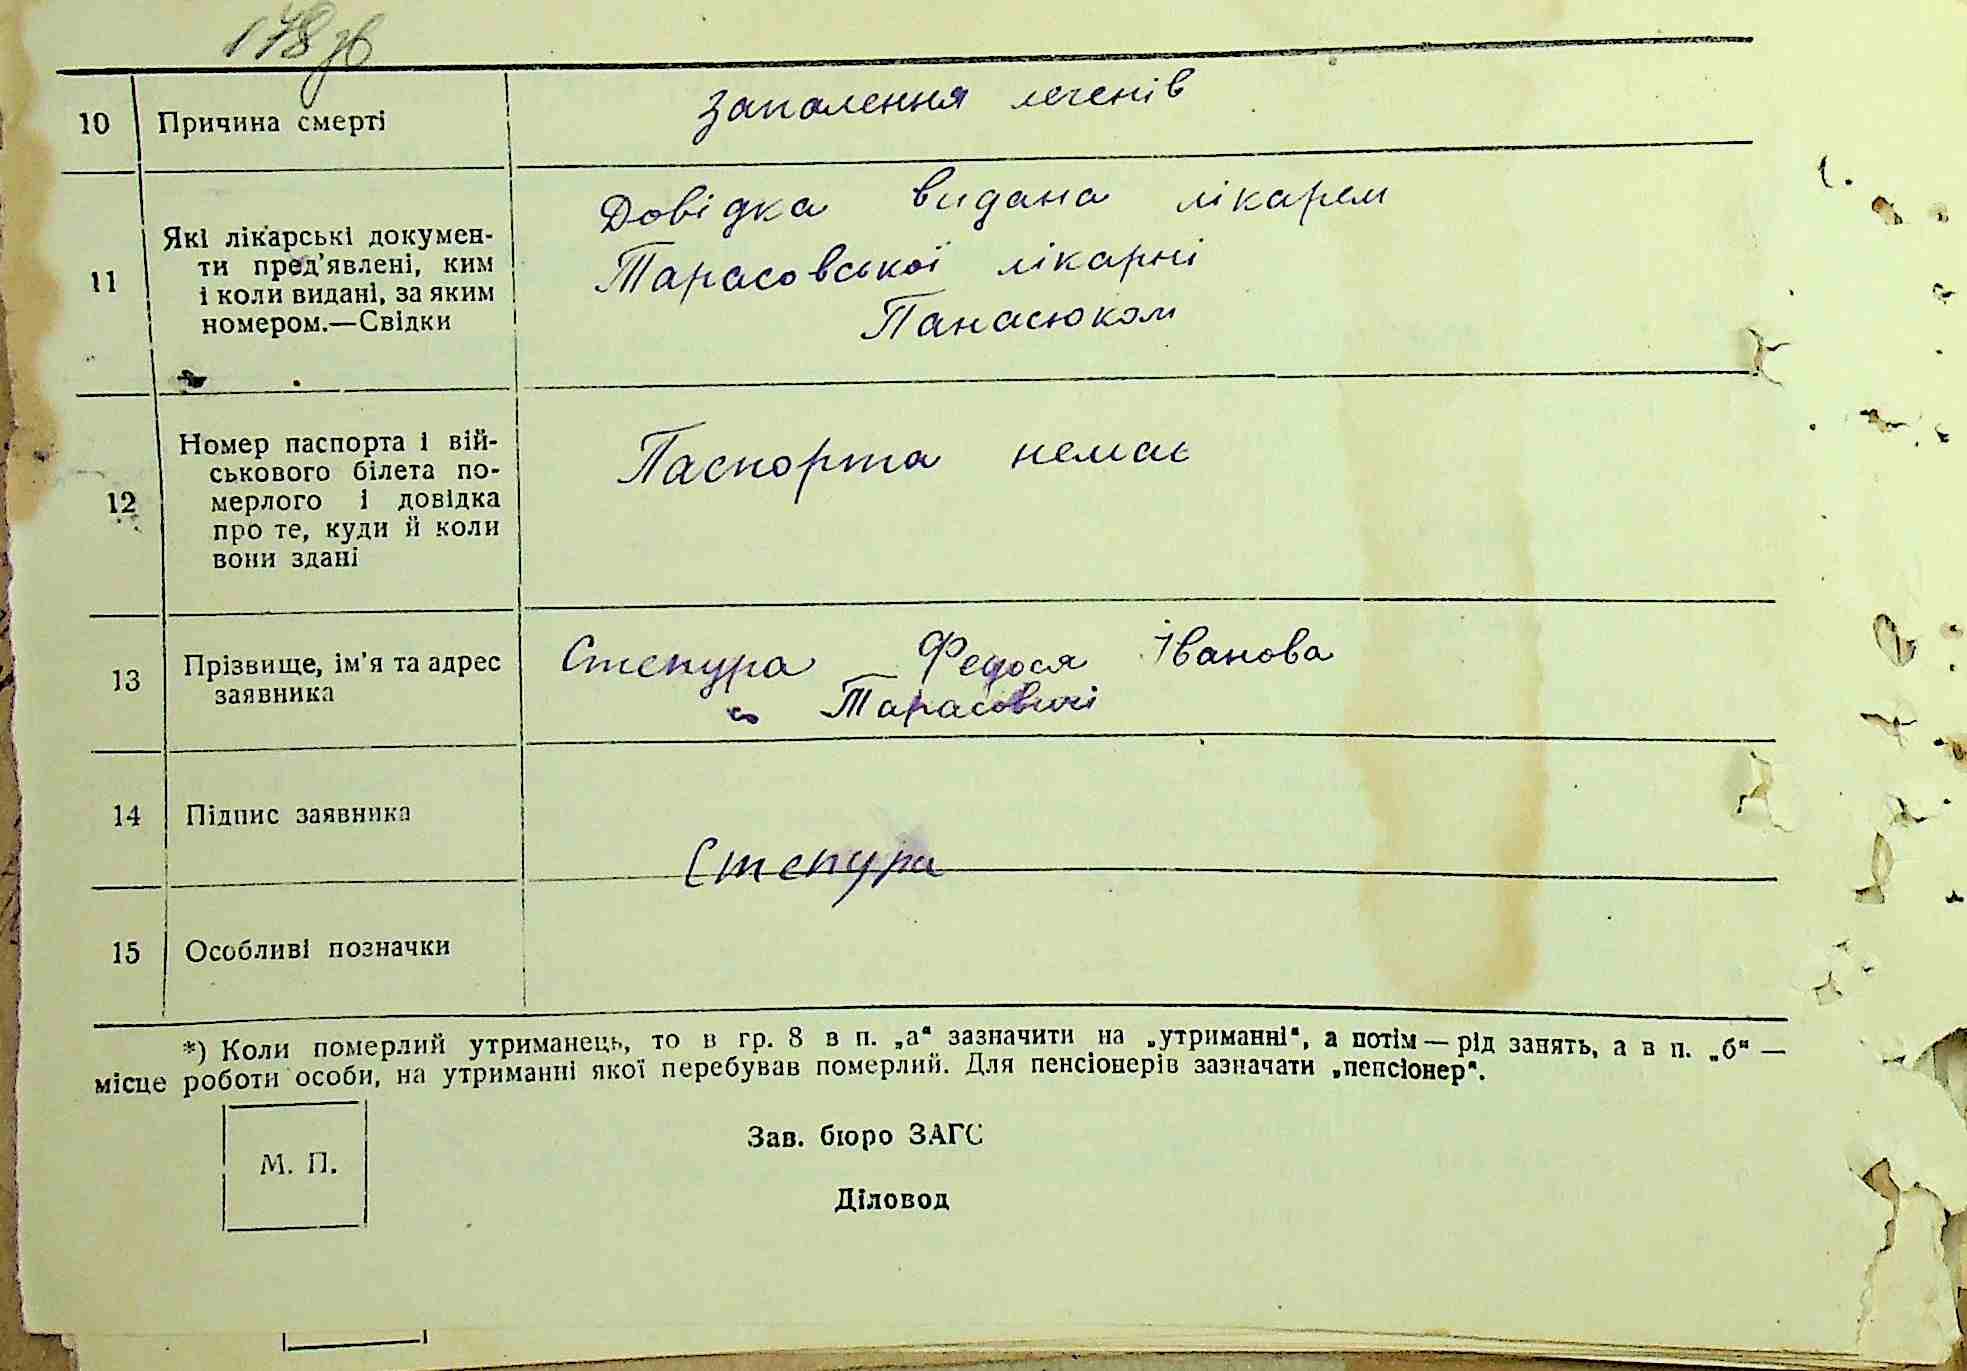 178 зв
10 Причина смерті запалення легенів
11 Які лікарські докумен-
ти пред’явлені, ким
і коли видані, за яким
номером.—Свідки
Довідка видана лікарем
Тарасовської лікарні
Панасюком
12 Номер паспорта і вій-
ськового білета по-
мерлого і довідка
про те, куди й коли
вони здані
Паспорта немає
13 Прізвище, ім’я та адрес
заявника
Степура Федося Іванова
с Тарасовичі
14 Підпис заявника
Степура
15 Особливі позначки
*) Коли померлий утриманець, то в гр. 8 в п. „а“ зазначити на „утриманні“, а потім — рід занять, а в п. „б“ —
місце роботи особи, на утриманні якої перебував померлий. Для пенсіонерів зазначати „пенсіонер“.
М. П.
Зав. бюро ЗАГС
Діловод